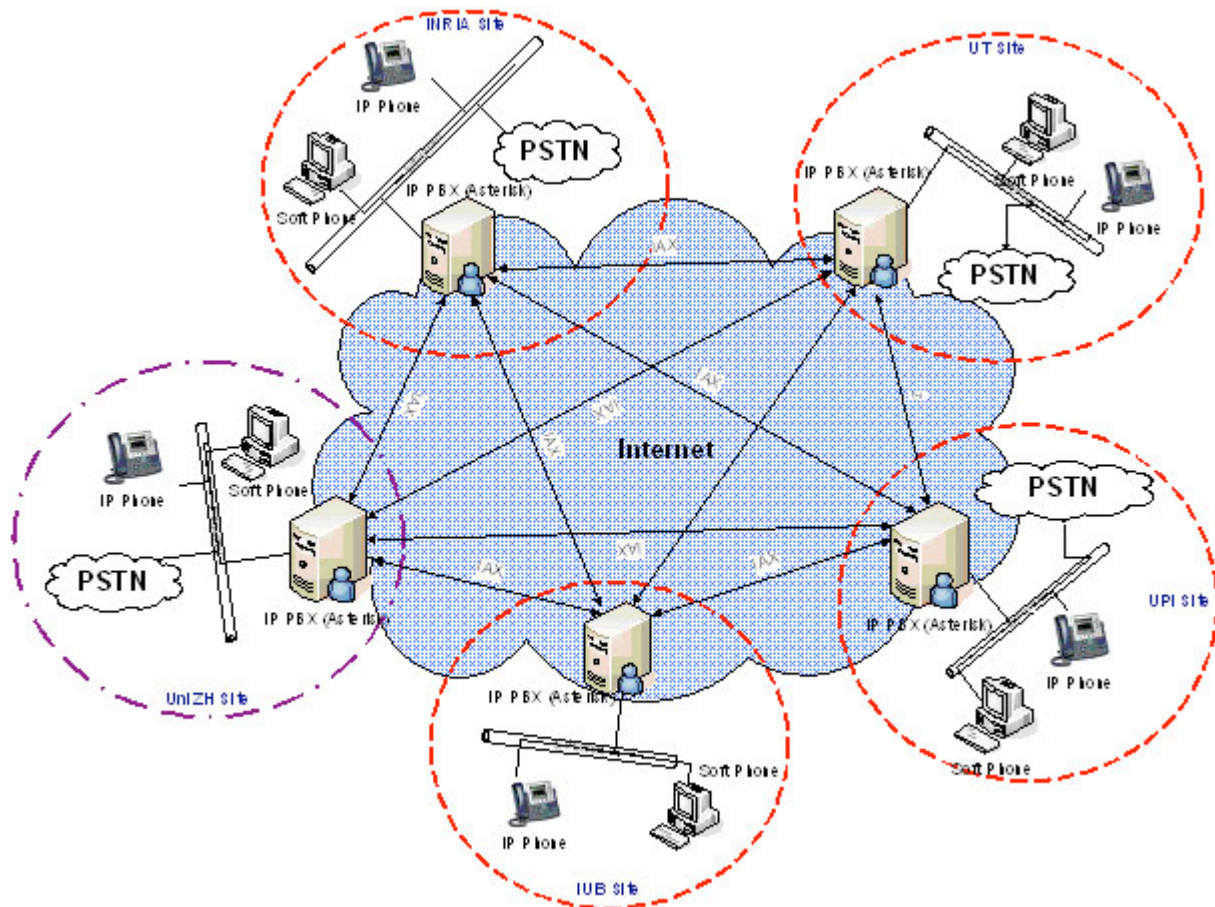 INRIA Site
IP Phone
PSTN
Soft Phone
IP PBX (Asterisk)
UT Site
IP PBX (Asterisk)
Soft Phone
IP Phone
PSTN
IAX
IAX
IAX
IAX
IAX
Internet
IP Phone
Soft Phone
PSTN
IP PBX (Asterisk)
UniZH Site
IAX
IAX
IAX
PSTN
IP PBX (Asterisk)
UPI Site
IP Phone
Soft Phone
IP PBX (Asterisk)
Soft Phone
IP Phone
IUB Site